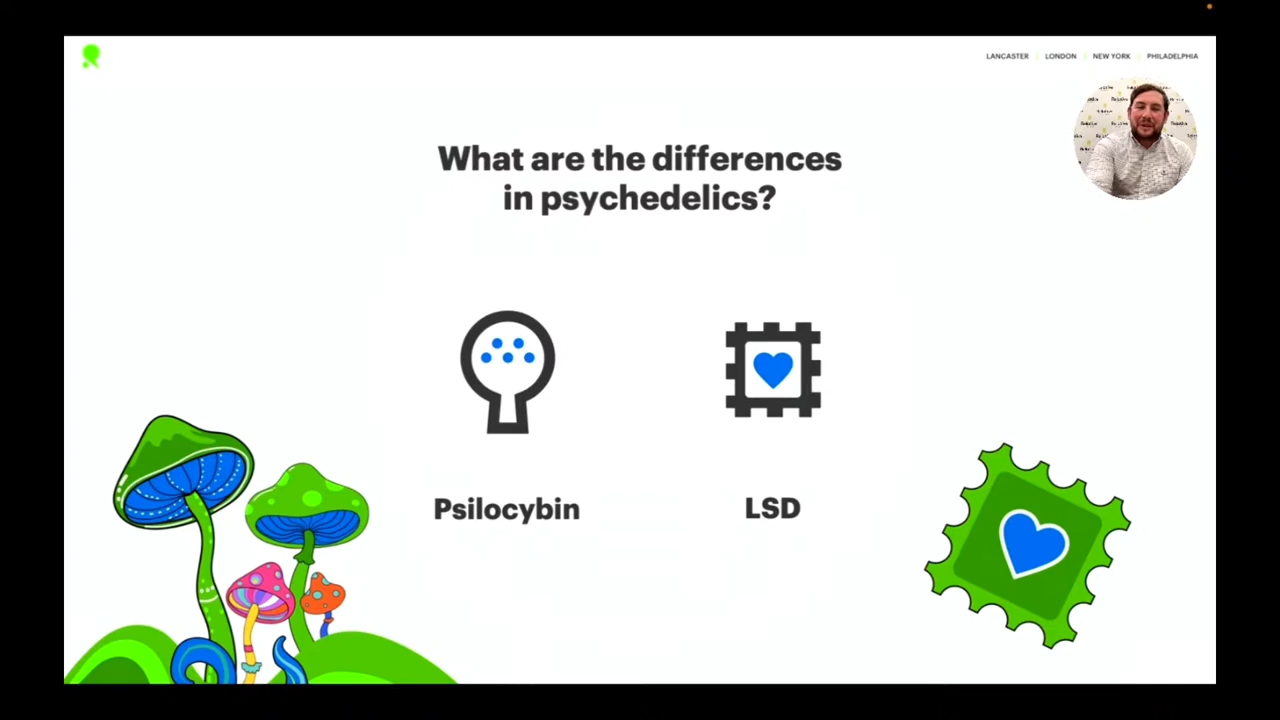 LANCASTER LONDON NEW YORK PHILADELPHIA
What are the differences
in psychedelics?
Psilocybin
LSD